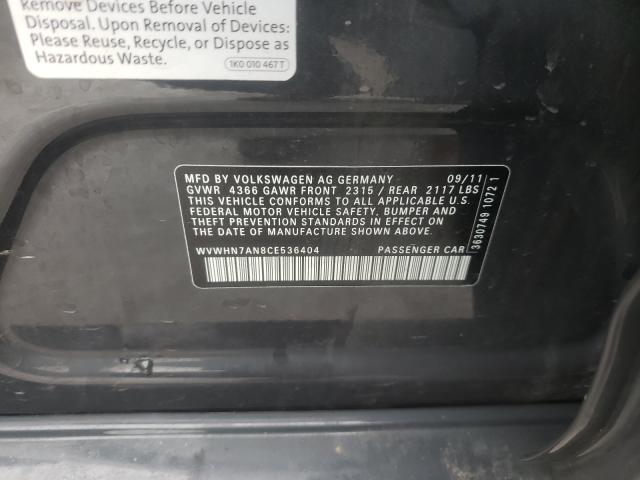 Remove Devices Before Vehicle
Disposal. Upon Removal of Devices:
Please Reuse, Recycle, or Dispose as
Hazardous Waste.
1K0 010 467 T
MFD BY VOLKSWAGEN AG GERMANY 09/11
GVWR 4366 GAWR FRONT 2315 / REAR 2117 LBS
THIS VEHICLE CONFORMS TO ALL APPLICABLE U.S.
FEDERAL MOTOR VEHICLE SAFETY, BUMPER AND
THEFT PREVENTION STANDARDS IN EFFECT ON
THE DATE OF MANUFACTURE SHOWN ABOVE.
WVWHN7AN8CE536404 PASSENGER CAR
3630749 1072 1